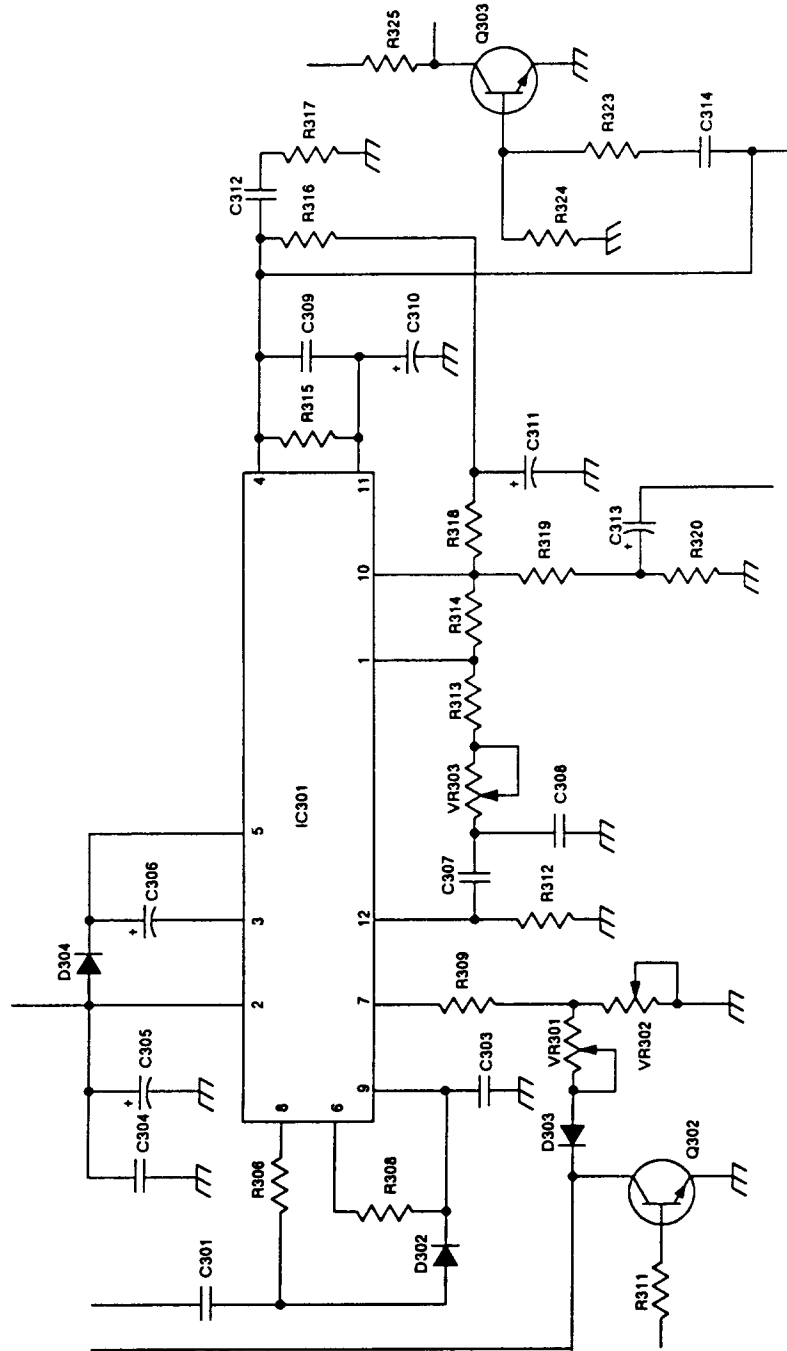 R325
Q303
R317
C312
R316
R323
C314
R324
C309
C310
R315
4
11
C311
R318
R319
C313
R320
10
R314
1
R313
VR303
C308
C307
R312
IC301
5
3
2
C306
D304
C305
C304
12
7
9
8
6
R309
VR301
VR302
C303
D303
Q302
R306
R308
D302
C301
R311
+
+
+
+
+